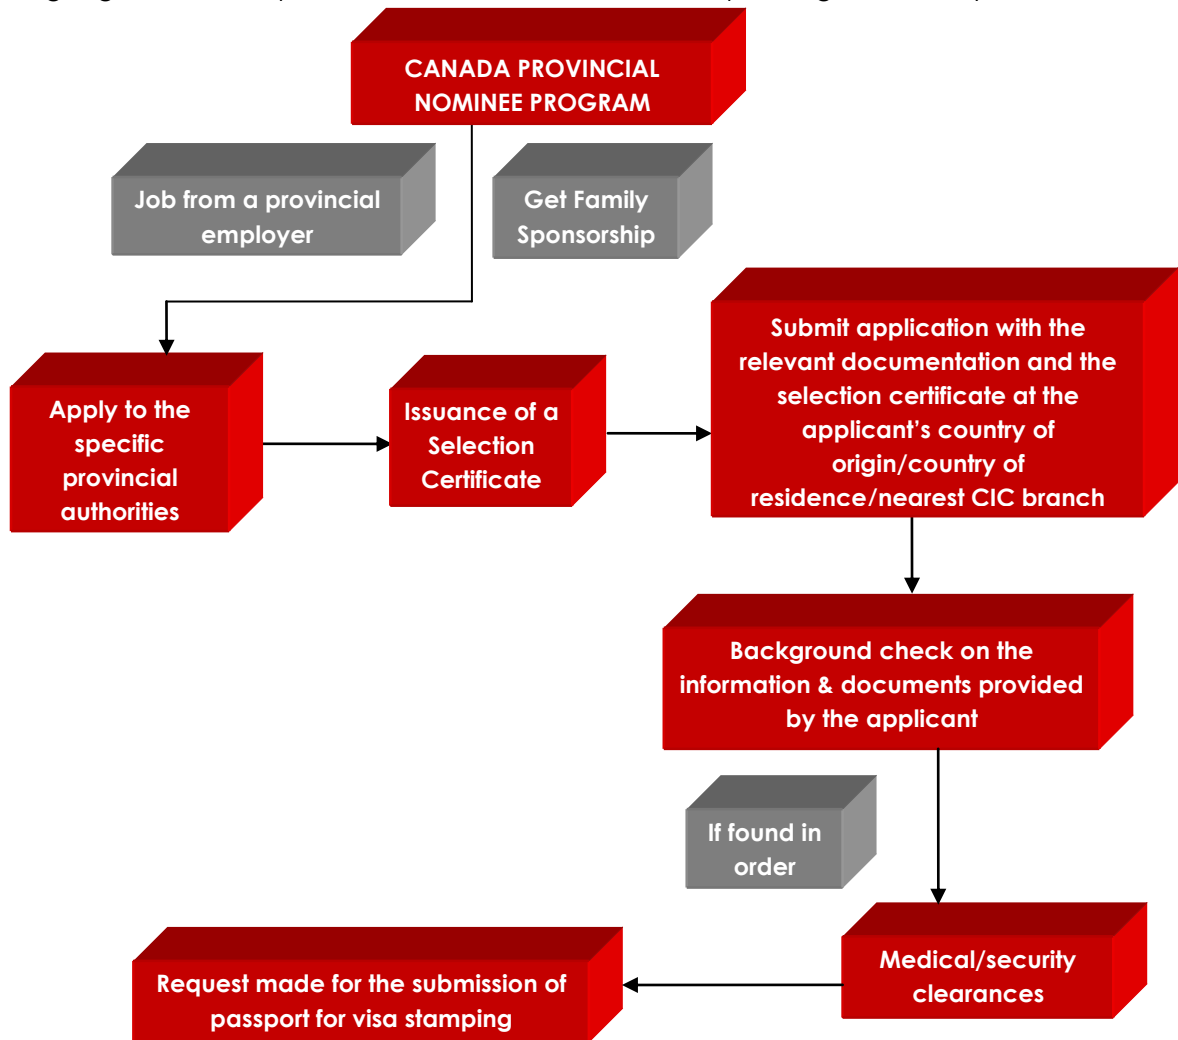 CANADA PROVINCIAL
NOMINEE PROGRAM
Job from a provincial
employer
Get Family
Sponsorship
Apply to the
specific
provincial
authorities
Issuance of a
Selection
Certificate
Submit application with the
relevant documentation and the
selection certificate at the
applicant’s country of
origin/country of
residence/nearest CIC branch
Background check on the
information & documents provided
by the applicant
If found in
order
Medical/security
clearances
Request made for the submission of
passport for visa stamping